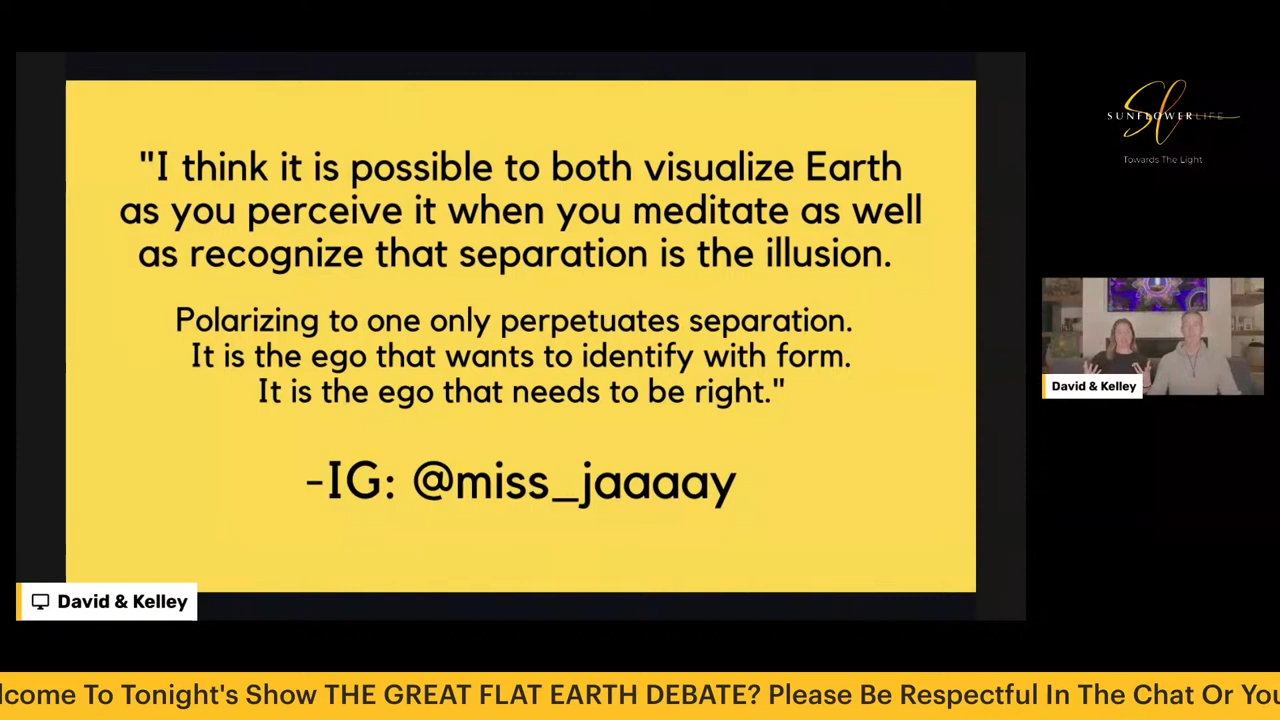 "I think it is possible to both visualize Earth
as you perceive it when you meditate as well
as recognize that separation is the illusion.
Polarizing to one only perpetuates separation.
It is the ego that wants to identify with form.
It is the ego that needs to be right."
-IG: @miss_jaaaay
David & Kelley
Sl
SUNFLOWERLIFE
Towards The Light
David & Kelley
lcome To Tonight's Show THE GREAT FLAT EARTH DEBATE? Please Be Respectful In The Chat Or You